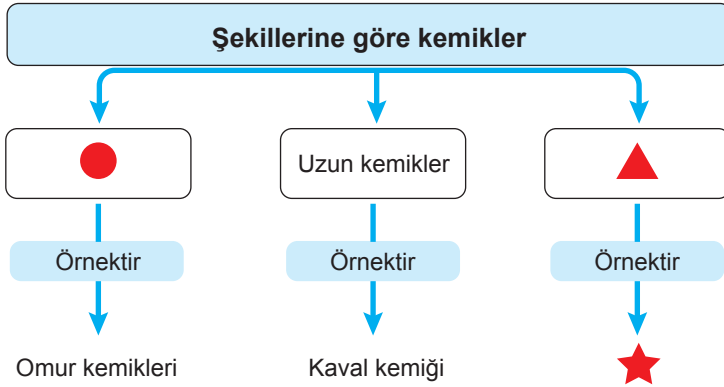 Şekillerine göre kemikler
Uzun kemikler
Örnektir
Örnektir
Örnektir
Omur kemikleri
Kaval kemiği